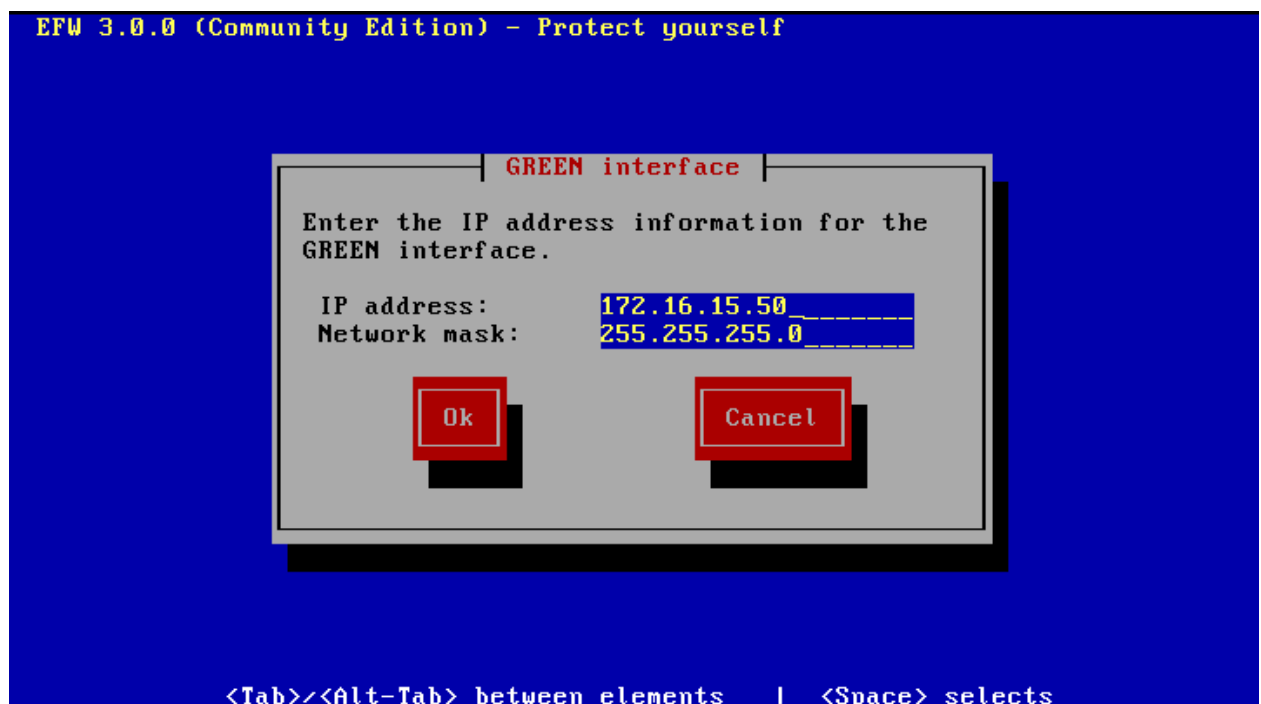 EFW 3.0.0 (Community Edition) - Protect yourself
GREEN interface
Enter the IP address information for the
GREEN interface.
IP address: 172.16.15.50_______
Network mask: 255.255.255.0_______
Ok Cancel
<Tab>/<Alt-Tab> between elements | <Space> selects